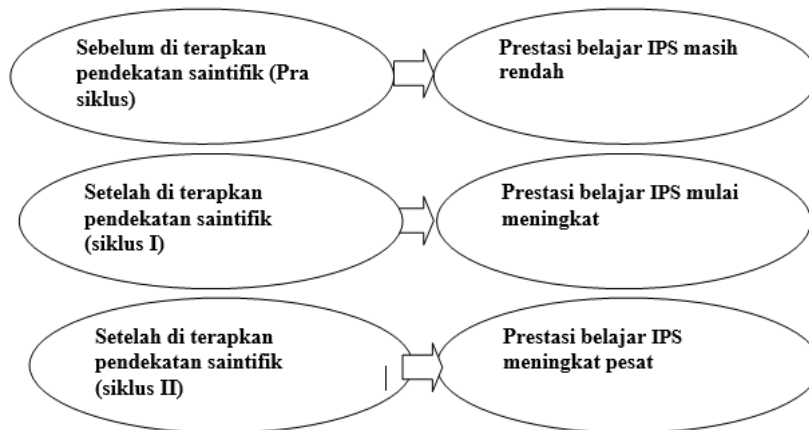 Sebelum di terapkan
pendekatan saintifik (Pra
siklus)
Prestasi belajar IPS masih
rendah
Setelah di terapkan
pendekatan saintifik
(siklus I)
Prestasi belajar IPS mulai
meningkat
Setelah di terapkan
pendekatan saintifik
(siklus II)
Prestasi belajar IPS
meningkat pesat